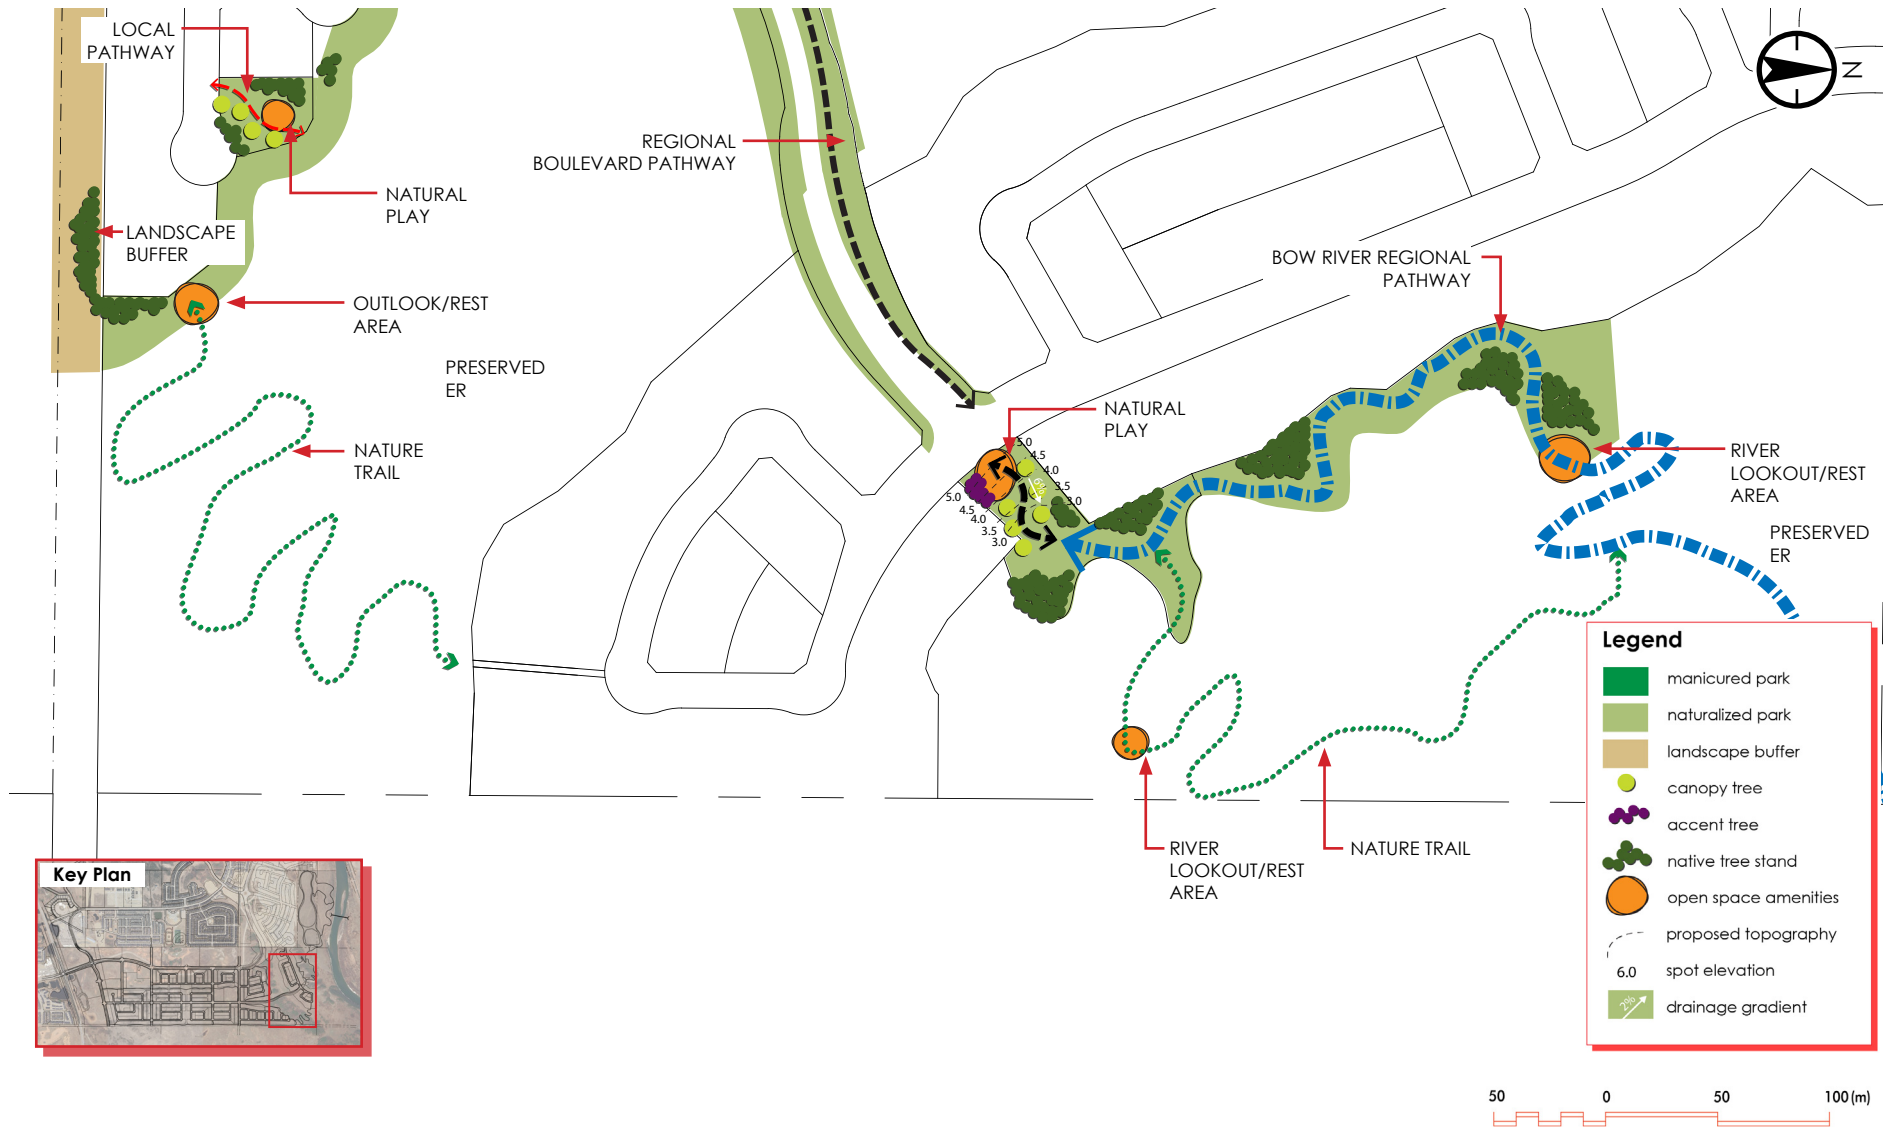 LOCAL
PATHWAY
N
REGIONAL
BOULEVARD PATHWAY
NATURAL
PLAY
LANDSCAPE
BUFFER
BOW RIVER REGIONAL
PATHWAY
OUTLOOK/REST
AREA
PRESERVED
ER
NATURAL
PLAY
NATURE
TRAIL
5.0
4.5
4.0
3.5
3.0
6%
5.0
4.5
4.0
3.5
3.0
RIVER
LOOKOUT/REST
AREA
PRESERVED
ER
RIVER
LOOKOUT/REST
AREA
NATURE TRAIL
Legend
manicured park
naturalized park
landscape buffer
canopy tree
accent tree
native tree stand
open space amenities
proposed topography
6.0 spot elevation
2% drainage gradient
Key Plan
50 0 50 100 (m)